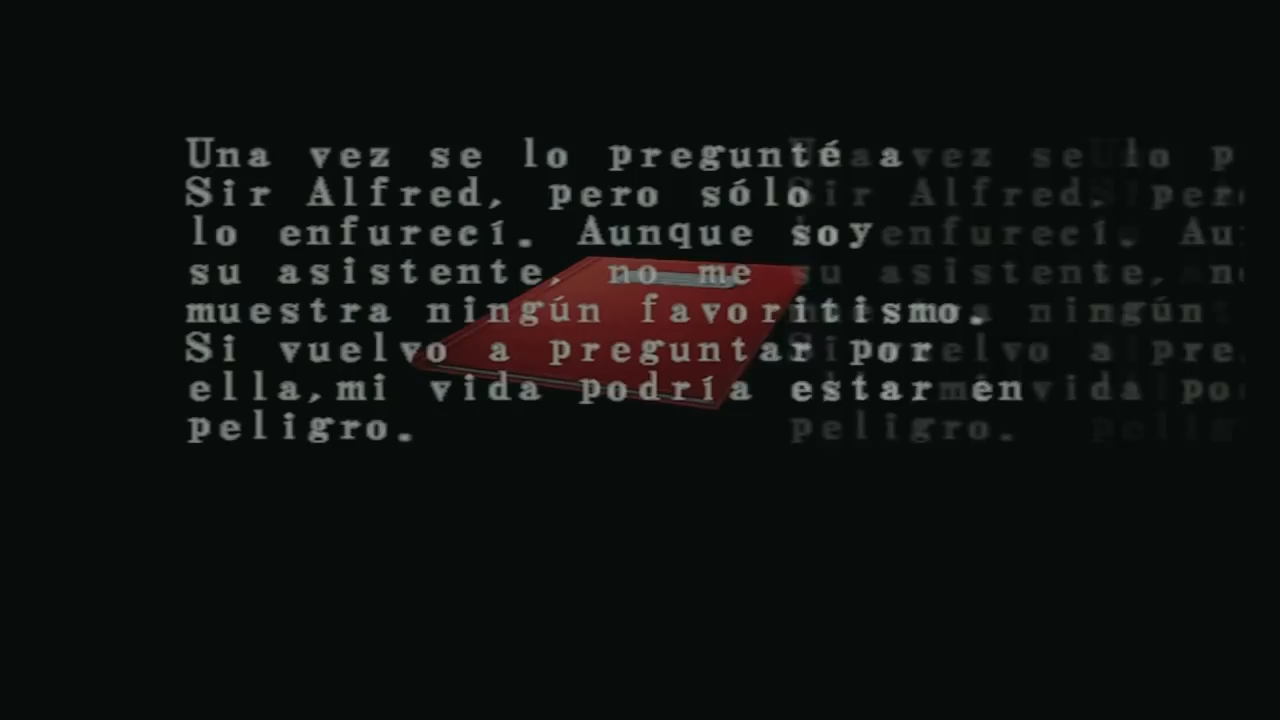 Una vez se lo pregunté a
Sir Alfred, pero sólo
lo enfurecí. Aunque soy
su asistente, no me
muestra ningún favoritismo.
Si vuelvo a preguntar por
ella,mi vida podría estar en
peligro.